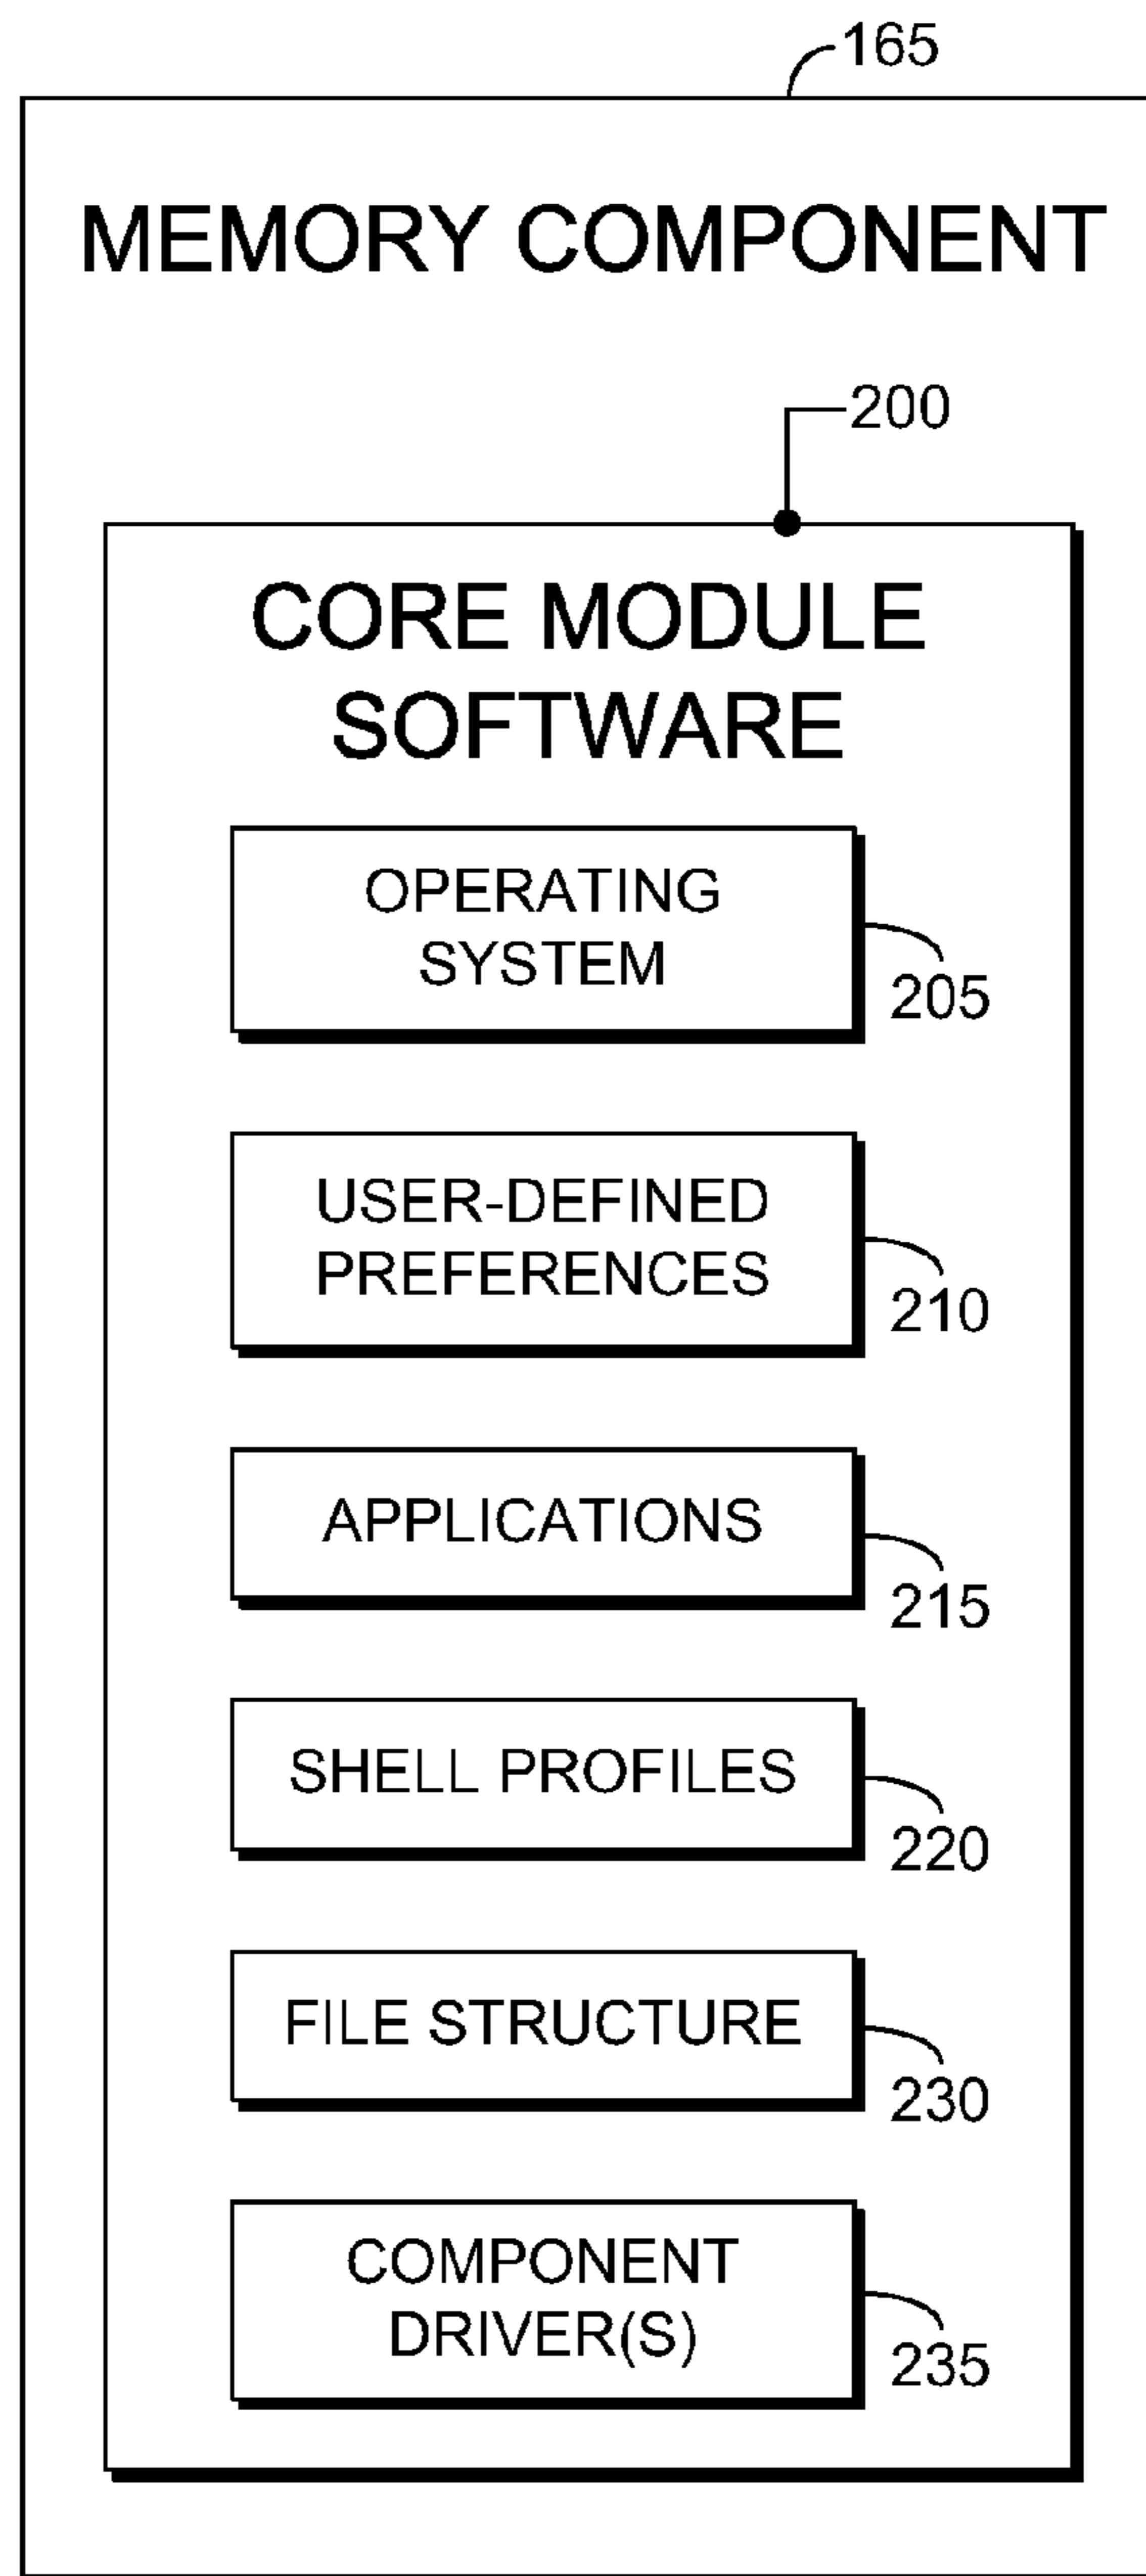 165
MEMORY COMPONENT
200
CORE MODULE
SOFTWARE
OPERATING
SYSTEM
205
USER-DEFINED
PREFERENCES
210
APPLICATIONS
215
SHELL PROFILES
220
FILE STRUCTURE
230
COMPONENT
DRIVER(S)
235